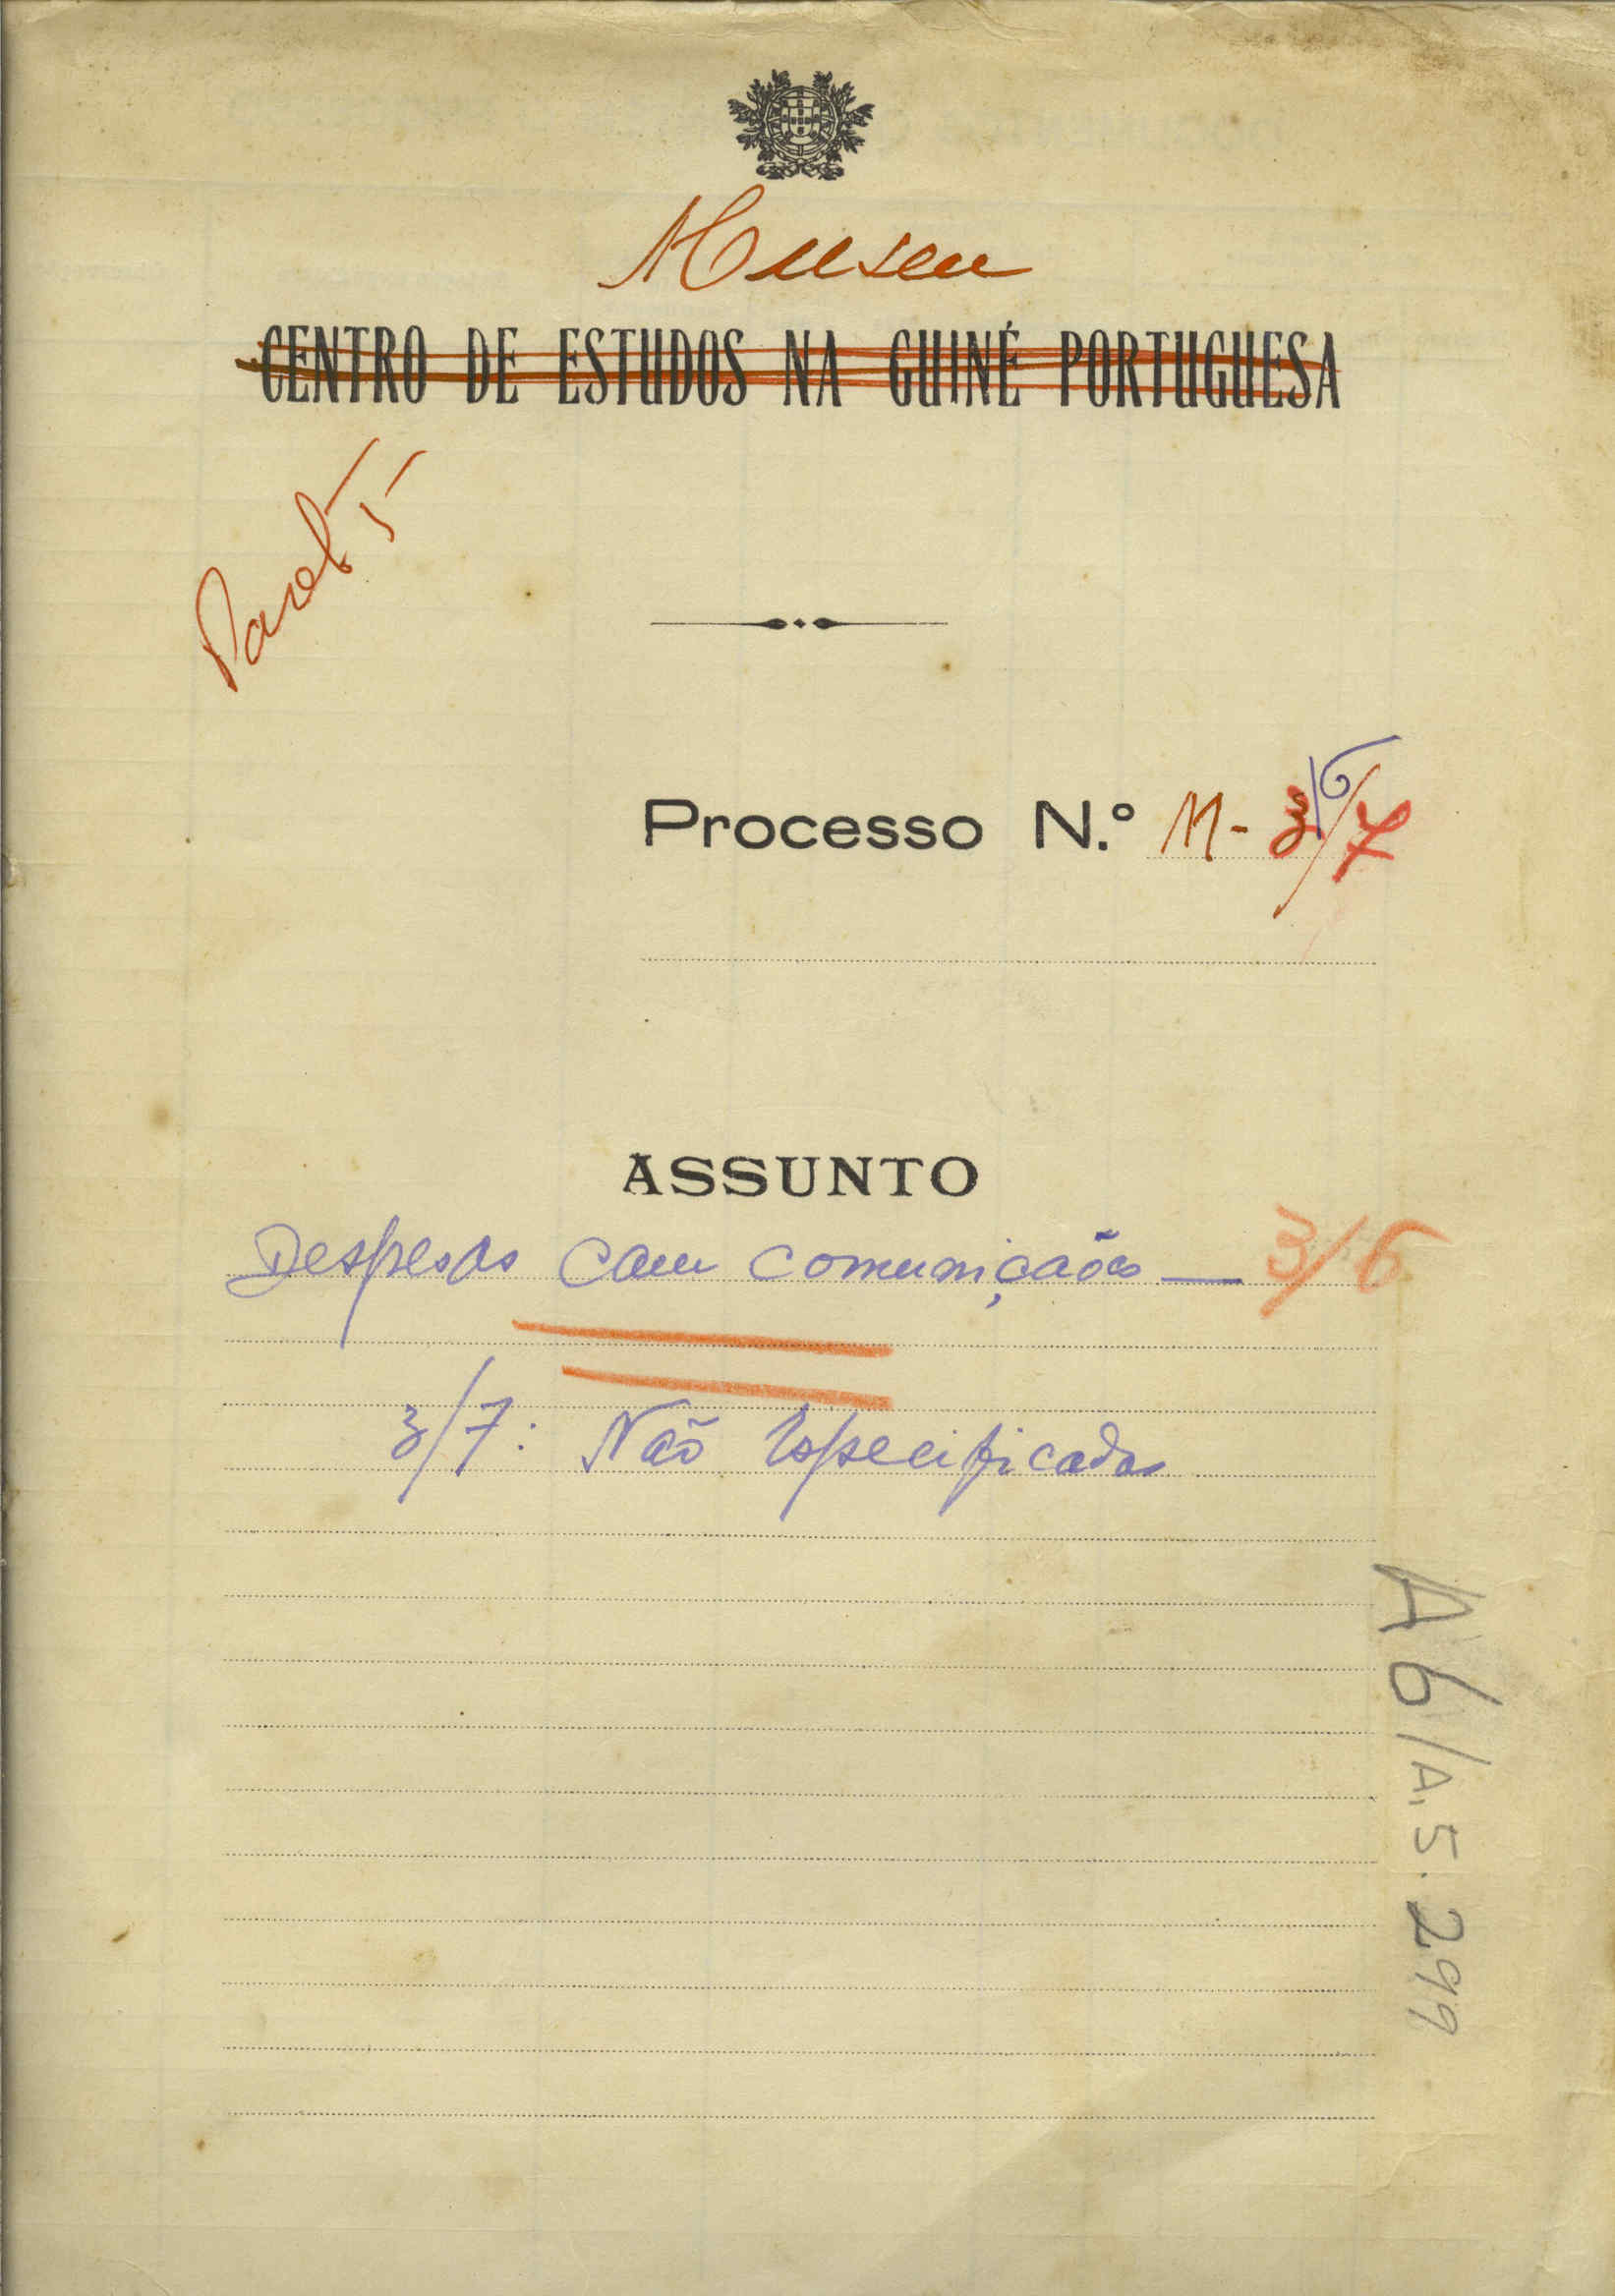 Museu
CENTRO DE ESTUDOS NA GUINÉ PORTUGUESA
5
Processo N.º M-3/6/7
ASSUNTO
Despesas com comunicações — 3/6
3/7: Não Especificadas
A6/A.5.299